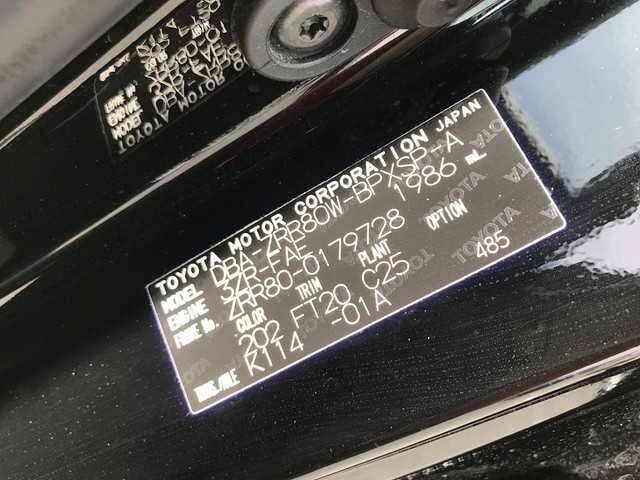 TOYOTA MOTOR CORPORATION JAPAN
MODEL DBA-ZRR80W-BPXSP-A
ENGINE 3ZR-FAE 1986 mL
FRAME No. ZRR80-0179728
COLOR TRIM PLANT OPTION
202 FT20 C25 485
TRANS/AXLE K114 -01A